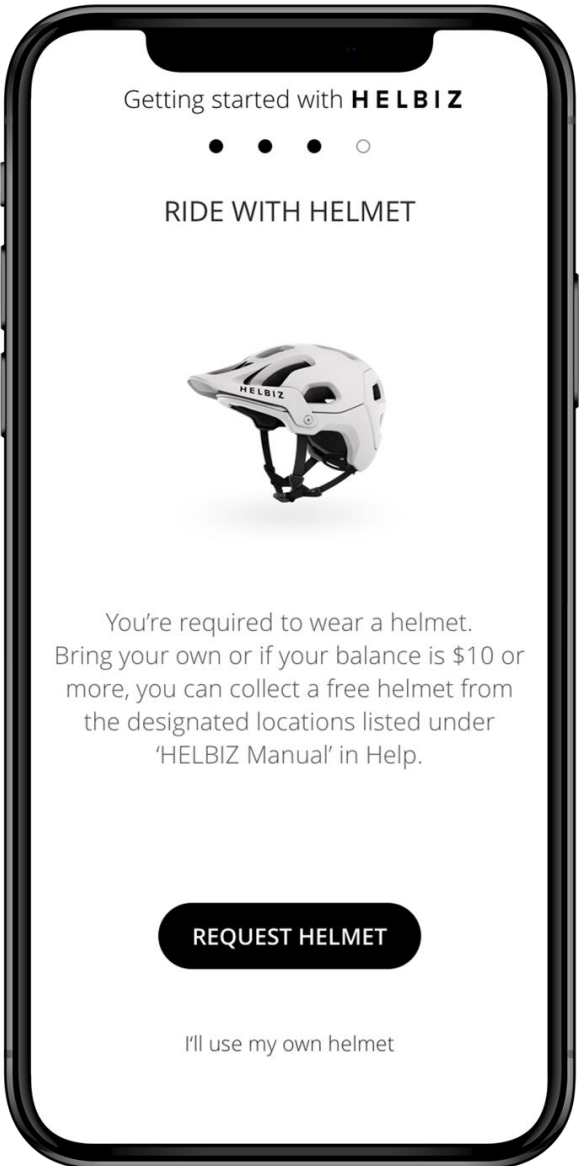 Getting started with HELBIZ
RIDE WITH HELMET
HELBIZ
You’re required to wear a helmet.
Bring your own or if your balance is $10 or
more, you can collect a free helmet from
the designated locations listed under
‘HELBIZ Manual’ in Help.
REQUEST HELMET
I‘ll use my own helmet